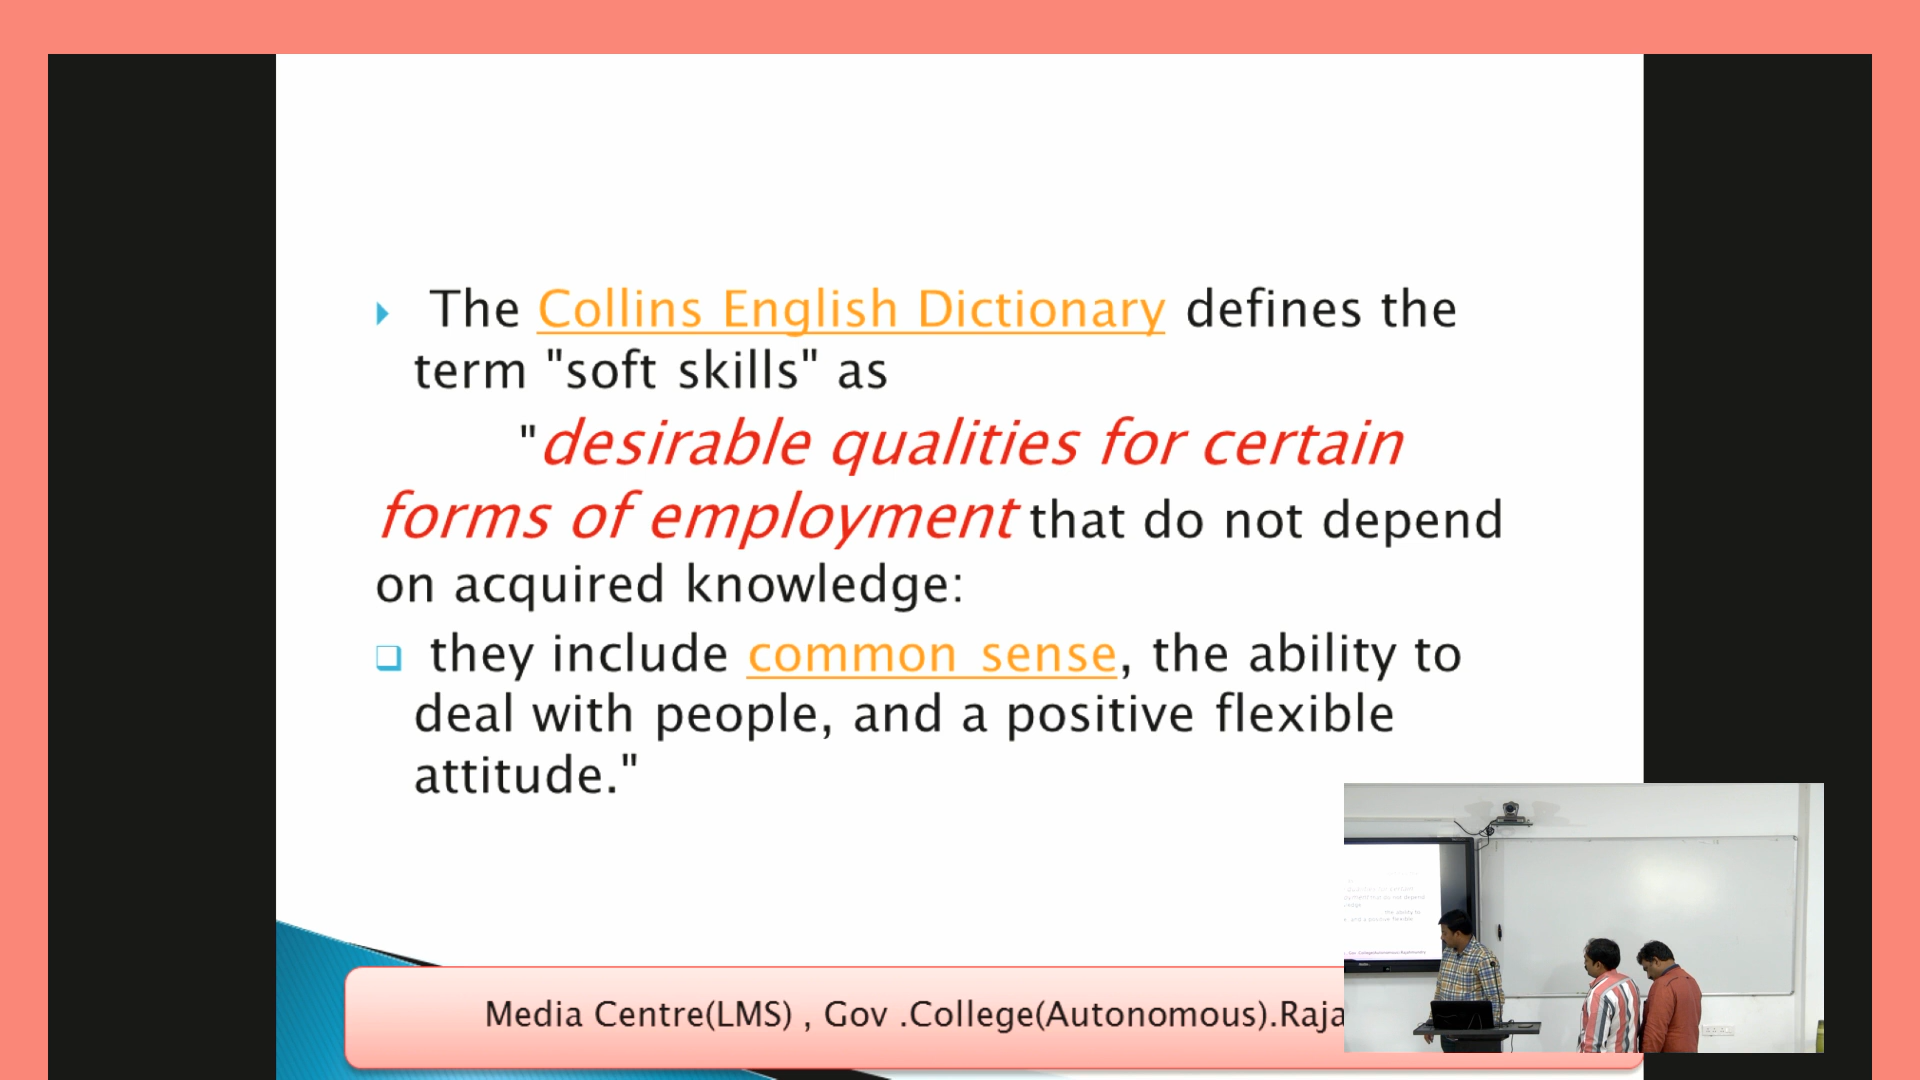 The Collins English Dictionary defines the
term "soft skills" as
"desirable qualities for certain
forms of employment that do not depend
on acquired knowledge:
they include common sense, the ability to
deal with people, and a positive flexible
attitude."
Media Centre(LMS) , Gov .College(Autonomous).Raja